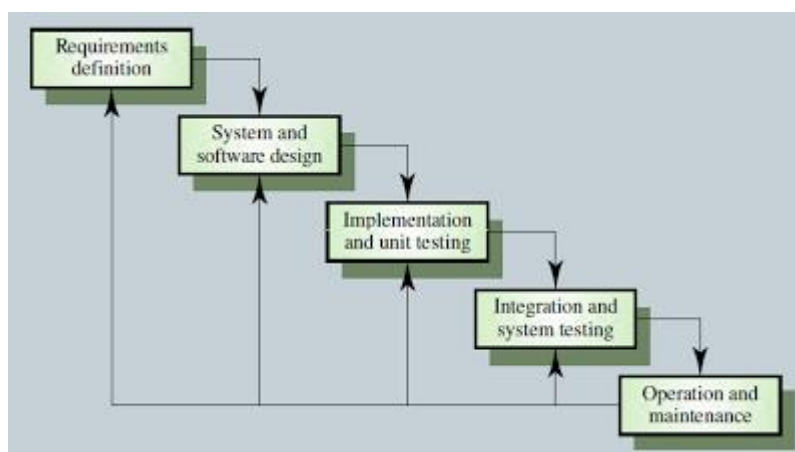 Requirements
definition
System and
software design
Implementation
and unit testing
Integration and
system testing
Operation and
maintenance